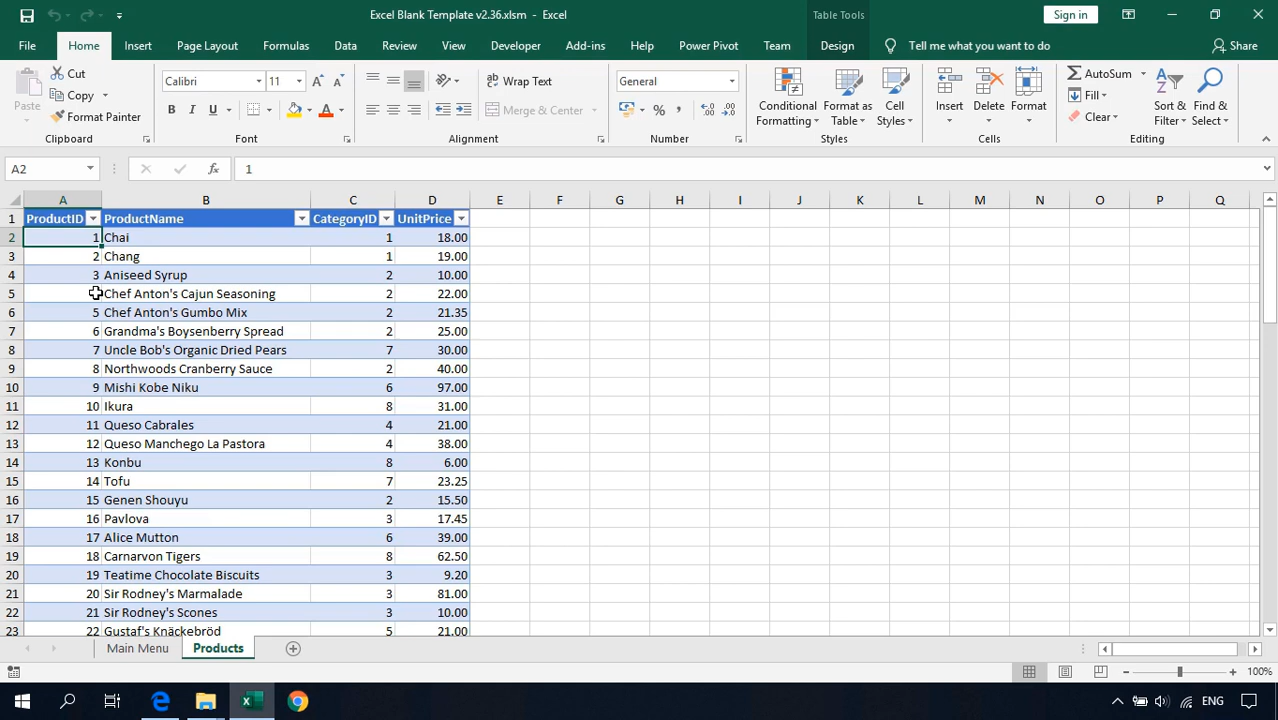 Excel Blank Template v2.36.xlsm - Excel
Table Tools
Sign in
File Home Insert Page Layout Formulas Data Review View Developer Add-ins Help Power Pivot Team Design Tell me what you want to do Share
Paste
Cut
Copy
Format Painter
Clipboard
Calibri 11
B I U
Font
Wrap Text
Merge & Center
Alignment
General
%
Number
Conditional Formatting
Format as Table
Cell Styles
Styles
Insert
Delete
Format
Cells
AutoSum
Fill
Clear
Sort & Filter
Find & Select
Editing
A2 fx 1
A B C D E F G H I J K L M N O P Q
1 ProductID ProductName CategoryID UnitPrice
2 1 Chai 1 18.00
3 2 Chang 1 19.00
4 3 Aniseed Syrup 2 10.00
5 Chef Anton's Cajun Seasoning 2 22.00
6 5 Chef Anton's Gumbo Mix 2 21.35
7 6 Grandma's Boysenberry Spread 2 25.00
8 7 Uncle Bob's Organic Dried Pears 7 30.00
9 8 Northwoods Cranberry Sauce 2 40.00
10 9 Mishi Kobe Niku 6 97.00
11 10 Ikura 8 31.00
12 11 Queso Cabrales 4 21.00
13 12 Queso Manchego La Pastora 4 38.00
14 13 Konbu 8 6.00
15 14 Tofu 7 23.25
16 15 Genen Shouyu 2 15.50
17 16 Pavlova 3 17.45
18 17 Alice Mutton 6 39.00
19 18 Carnarvon Tigers 8 62.50
20 19 Teatime Chocolate Biscuits 3 9.20
21 20 Sir Rodney's Marmalade 3 81.00
22 21 Sir Rodney's Scones 3 10.00
23 22 Gustaf's Knäckebröd 5 21.00
Main Menu Products
100%
ENG